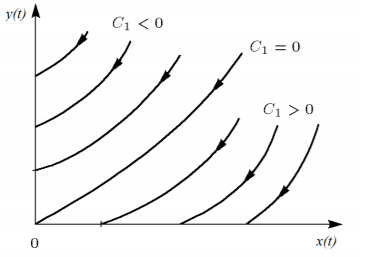 y(t)
C₁ < 0
C₁ = 0
C₁ > 0
0
x(t)